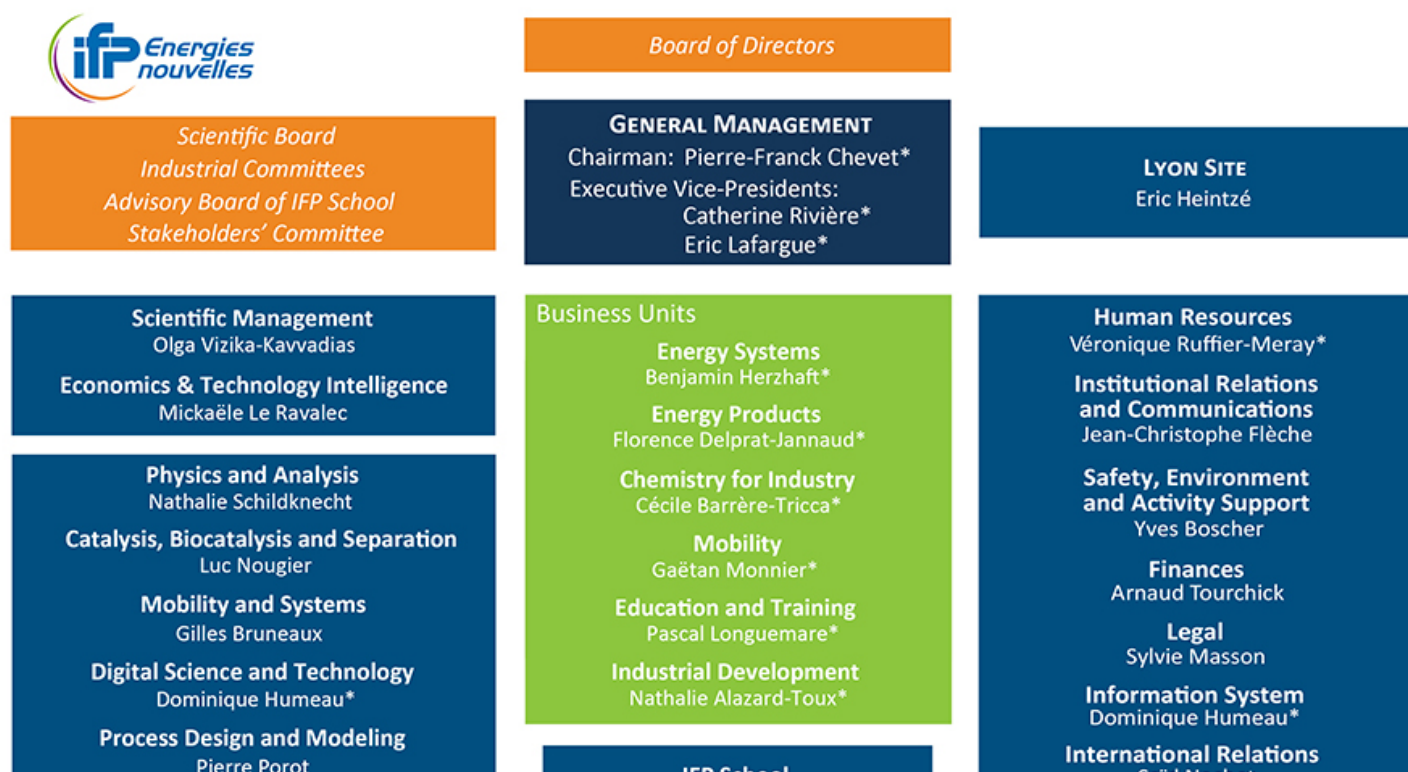 ifp Energies
nouvelles
Board of Directors
Scientific Board
Industrial Committees
Advisory Board of IFP School
Stakeholders' Committee
GENERAL MANAGEMENT
Chairman: Pierre-Franck Chevet*
Executive Vice-Presidents:
Catherine Rivière*
Eric Lafargue*
LYON SITE
Eric Heintzé
Scientific Management
Olga Vizika-Kavvadias
Economics & Technology Intelligence
Mickaële Le Ravalec
Physics and Analysis
Nathalie Schildknecht
Catalysis, Biocatalysis and Separation
Luc Nougier
Mobility and Systems
Gilles Bruneaux
Digital Science and Technology
Dominique Humeau*
Process Design and Modeling
Pierre Porot
Business Units
Energy Systems
Benjamin Herzhaft*
Energy Products
Florence Delprat-Jannaud*
Chemistry for Industry
Cécile Barrère-Tricca*
Mobility
Gaëtan Monnier*
Education and Training
Pascal Longuemare*
Industrial Development
Nathalie Alazard-Toux*
IFP School
Human Resources
Véronique Ruffier-Meray*
Institutional Relations
and Communications
Jean-Christophe Flèche
Safety, Environment
and Activity Support
Yves Boscher
Finances
Arnaud Tourchick
Legal
Sylvie Masson
Information System
Dominique Humeau*
International Relations